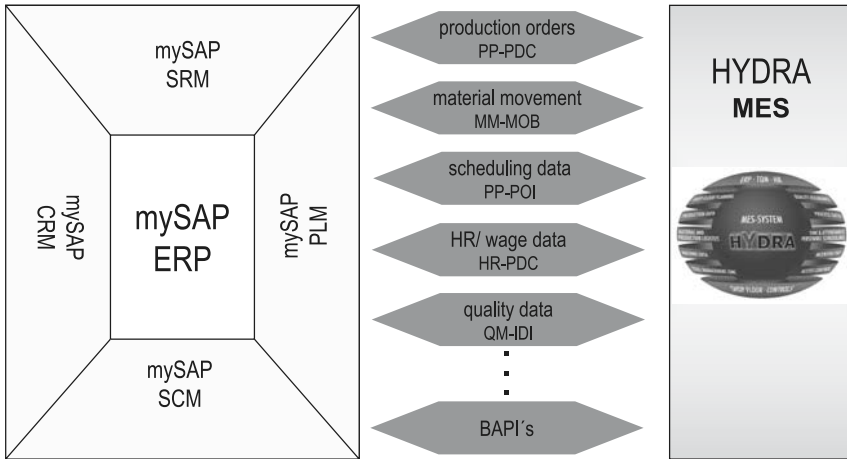 mySAP
SRM
mySAP
CRM
mySAP
ERP
mySAP
PLM
mySAP
SCM
production orders
PP-PDC
material movement
MM-MOB
scheduling data
PP-POI
HR/ wage data
HR-PDC
quality data
QM-IDI
BAPI´s
HYDRA
MES
MES-SYSTEM
HYDRA